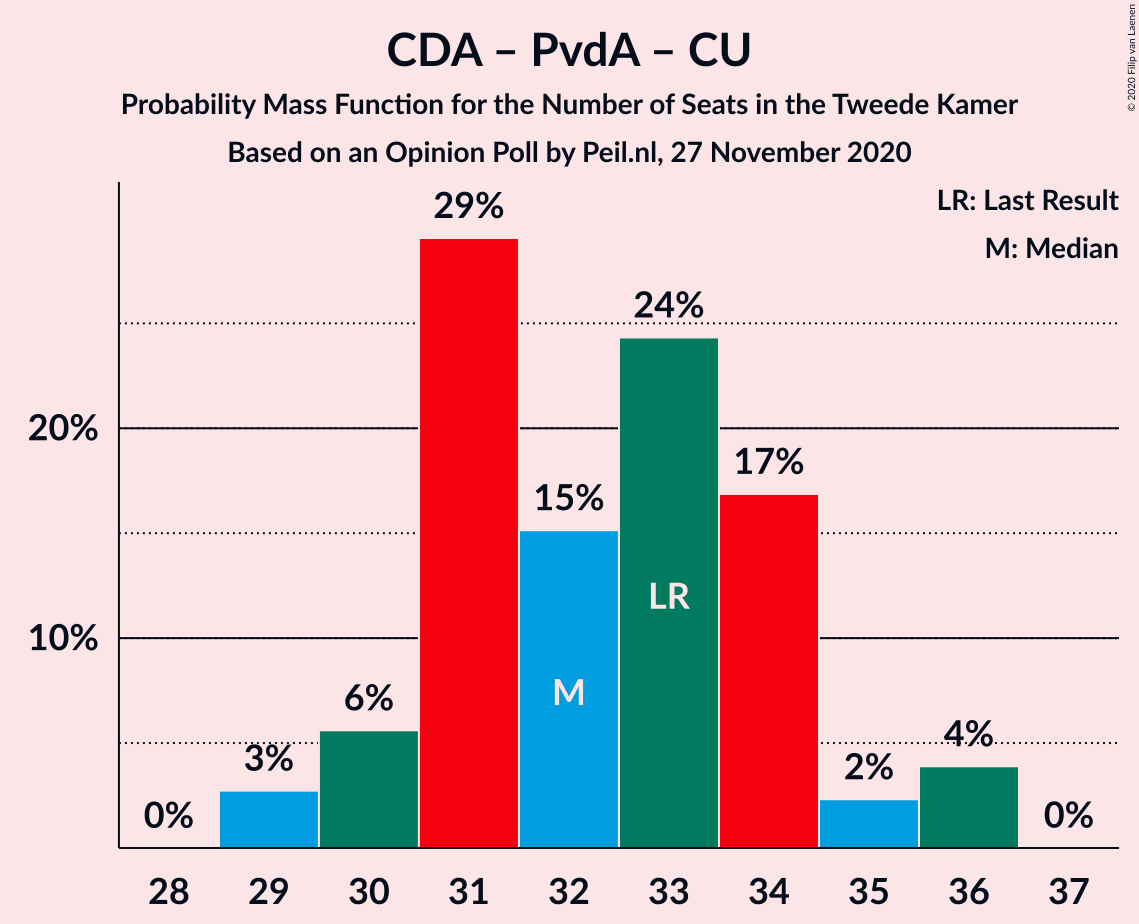 CDA – PvdA – CU
Probability Mass Function for the Number of Seats in the Tweede Kamer
Based on an Opinion Poll by Peil.nl, 27 November 2020
© 2020 Filip van Laenen
LR: Last Result
M: Median
20%
10%
0%
3%
6%
29%
15%
24%
17%
2%
4%
0%
M
LR
28 29 30 31 32 33 34 35 36 37